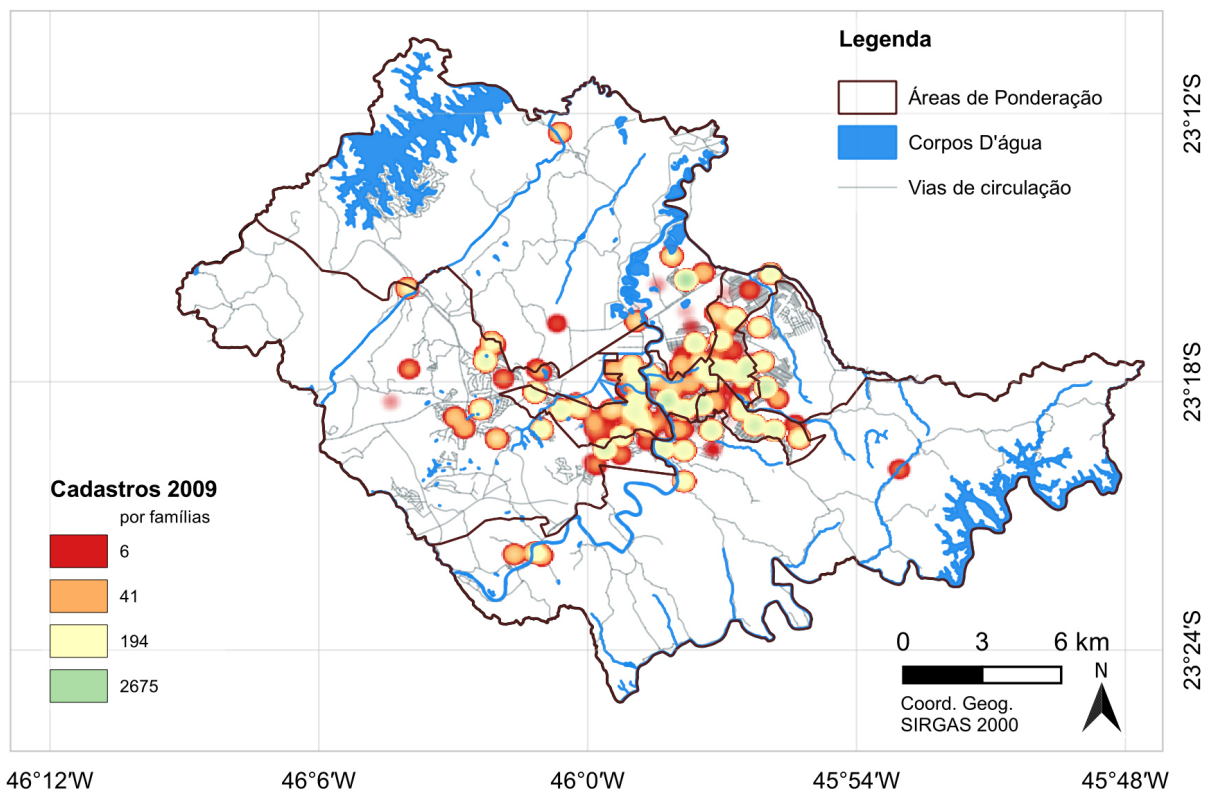 Legenda
Áreas de Ponderação
Corpos D'água
Vias de circulação
23°12'S
23°18'S
23°24'S
Cadastros 2009
por famílias
6
41
194
2675
0 3 6 km
N
Coord. Geog.
SIRGAS 2000
46°12'W 46°6'W 46°0'W 45°54'W 45°48'W